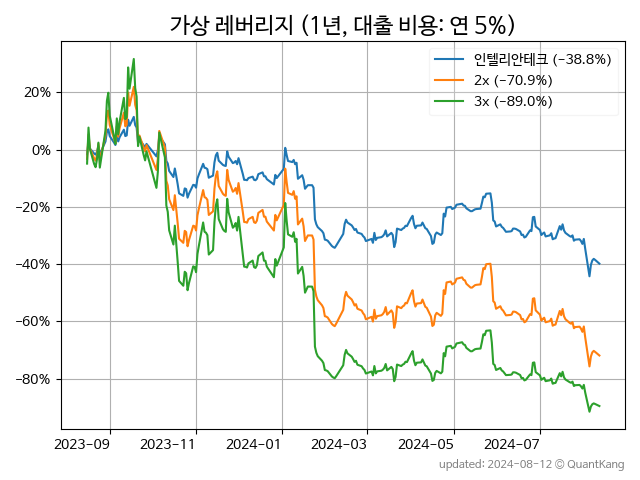 가상 레버리지 (1년, 대출 비용: 연 5%)
인텔리안테크 (−38.8%)
2x (−70.9%)
3x (−89.0%)
20%
0%
−20%
−40%
−60%
−80%
2023-09 2023-11 2024-01 2024-03 2024-05 2024-07
updated: 2024-08-12 © QuantKang